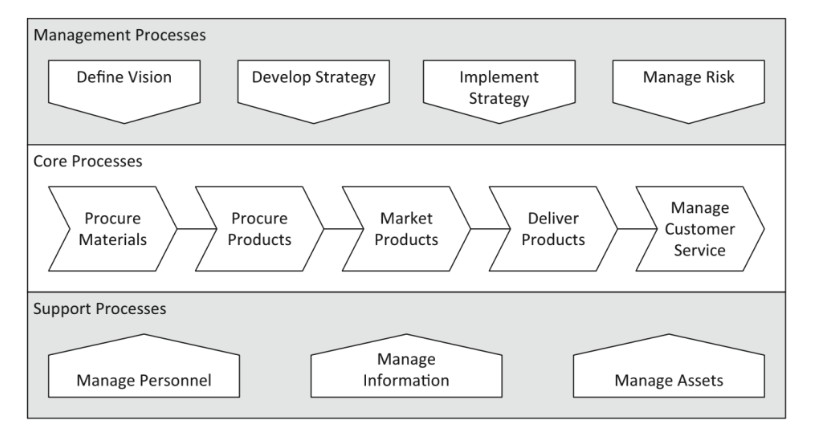 Management Processes
Define Vision
Develop Strategy
Implement
Strategy
Manage Risk
Core Processes
Procure
Materials
Procure
Products
Market
Products
Deliver
Products
Manage
Customer
Service
Support Processes
Manage Personnel
Manage
Information
Manage Assets